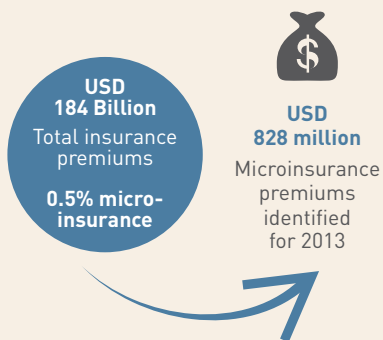 USD
184 Billion
Total insurance
premiums
0.5% micro-
insurance
$
USD
828 million
Microinsurance
premiums
identified
for 2013